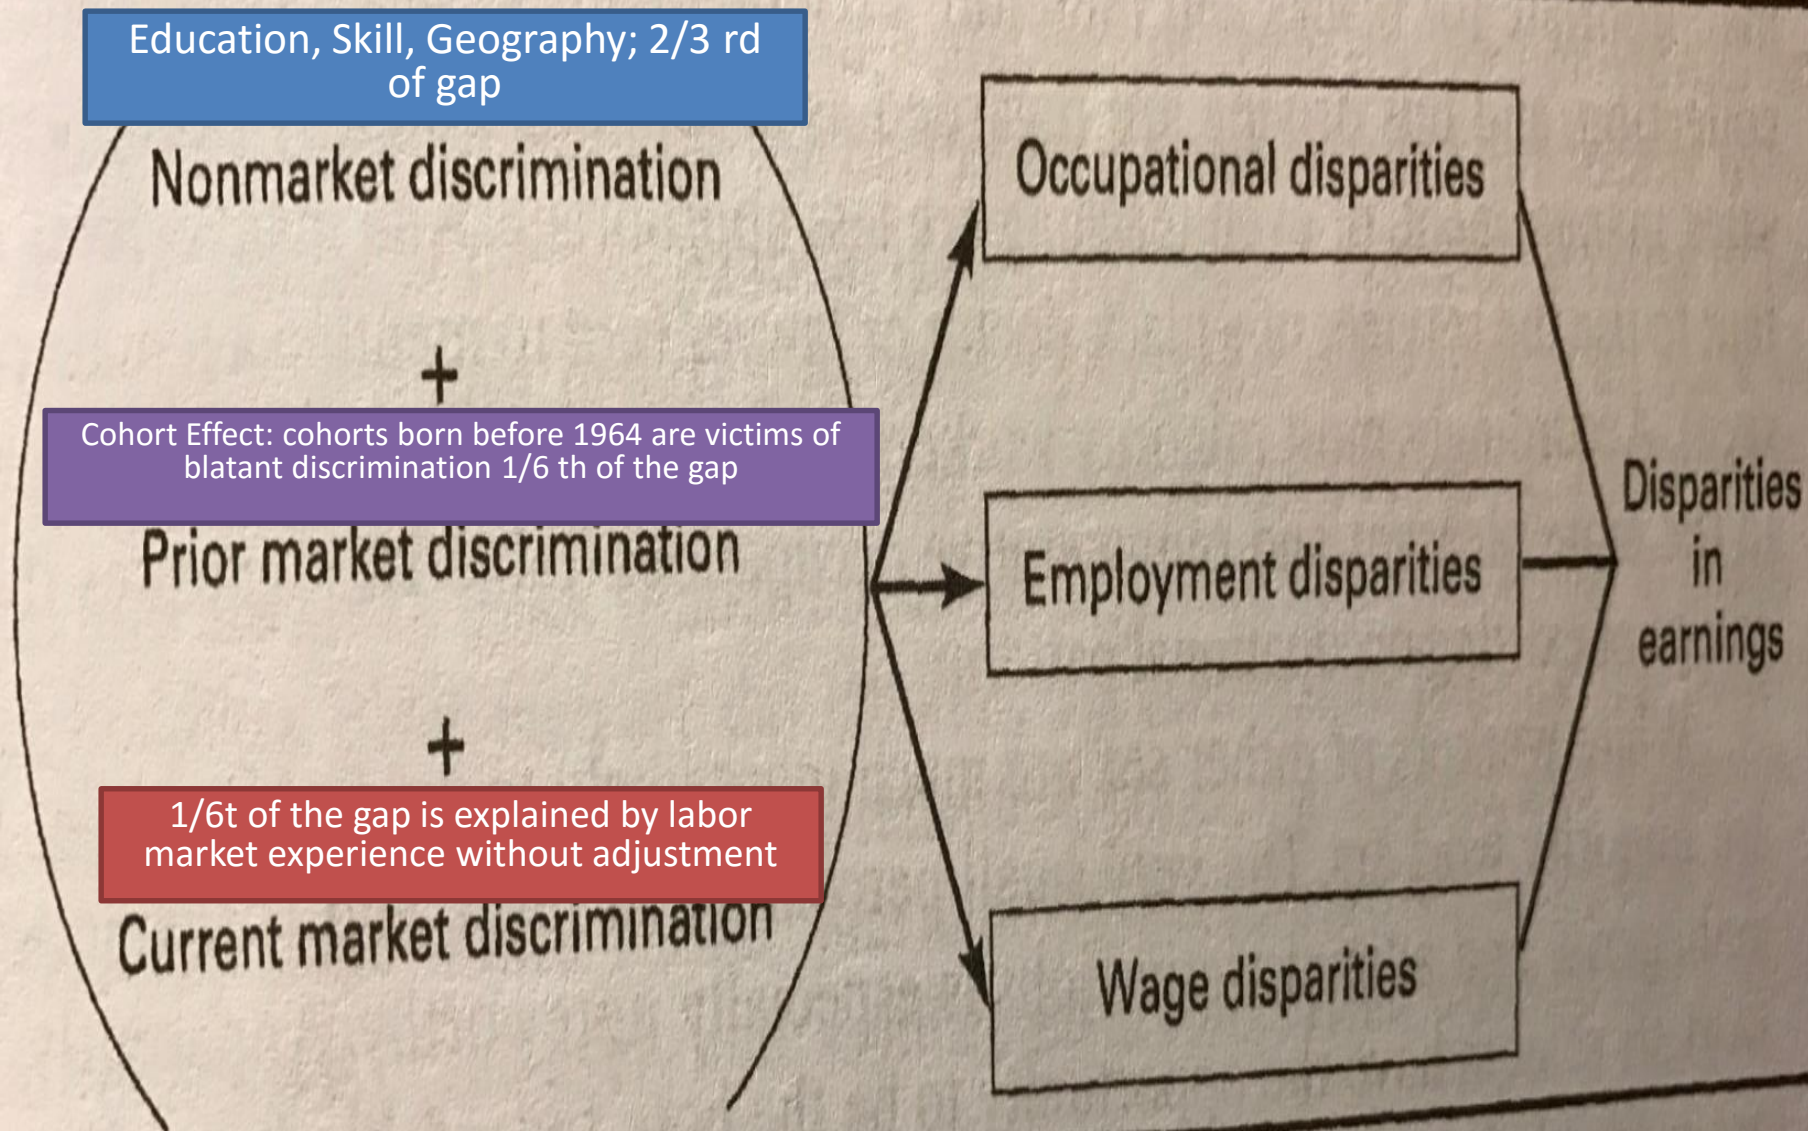 Education, Skill, Geography; 2/3 rd
of gap
Nonmarket discrimination
+
Cohort Effect: cohorts born before 1964 are victims of
blatant discrimination 1/6 th of the gap
Prior market discrimination
+
1/6t of the gap is explained by labor
market experience without adjustment
Current market discrimination
Occupational disparities
Employment disparities
Wage disparities
Disparities
in
earnings